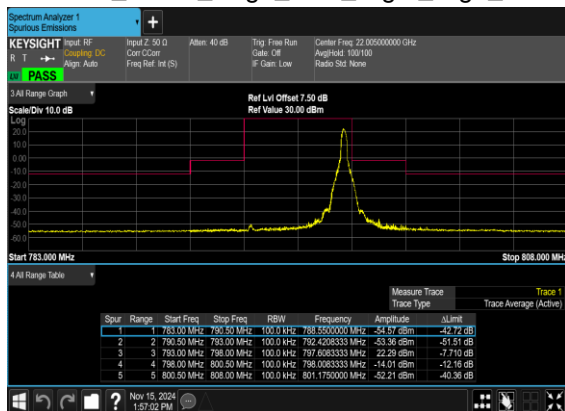 Spectrum Analyzer 1
Spurious Emissions
+
KEYSIGHT Input: RF Input Z: 50 Ω Atten: 40 dB Trig: Free Run Center Freq: 22.005000000 GHz
R T Coupling: DC Corr CCorr Gate: Off Avg|Hold: 100/100
Align: Auto Freq Ref: Int (S) IF Gain: Low Radio Std: None
PASS
3 All Range Graph
Ref Lvl Offset 7.50 dB
Scale/Div 10.0 dB Ref Value 30.00 dBm
Log
20.0
10.0
0.00
-10.0
-20.0
-30.0
-40.0
-50.0
-60.0
Start 783.000 MHz Stop 808.000 MHz
4 All Range Table
Measure Trace Trace 1
Trace Type Trace Average (Active)
Spur Range Start Freq Stop Freq RBW Frequency Amplitude ΔLimit
1 1 783.00 MHz 790.50 MHz 100.0 kHz 788.5500000 MHz -54.57 dBm -42.72 dB
2 2 790.50 MHz 793.00 MHz 100.0 kHz 792.4208333 MHz -53.36 dBm -51.51 dB
3 3 793.00 MHz 798.00 MHz 100.0 kHz 797.6083333 MHz 22.29 dBm -7.710 dB
4 4 798.00 MHz 800.50 MHz 100.0 kHz 798.0083333 MHz -14.01 dBm -12.16 dB
5 5 800.50 MHz 808.00 MHz 100.0 kHz 801.1750000 MHz -52.21 dBm -40.36 dB
?
Nov 15, 2024
1:57:02 PM